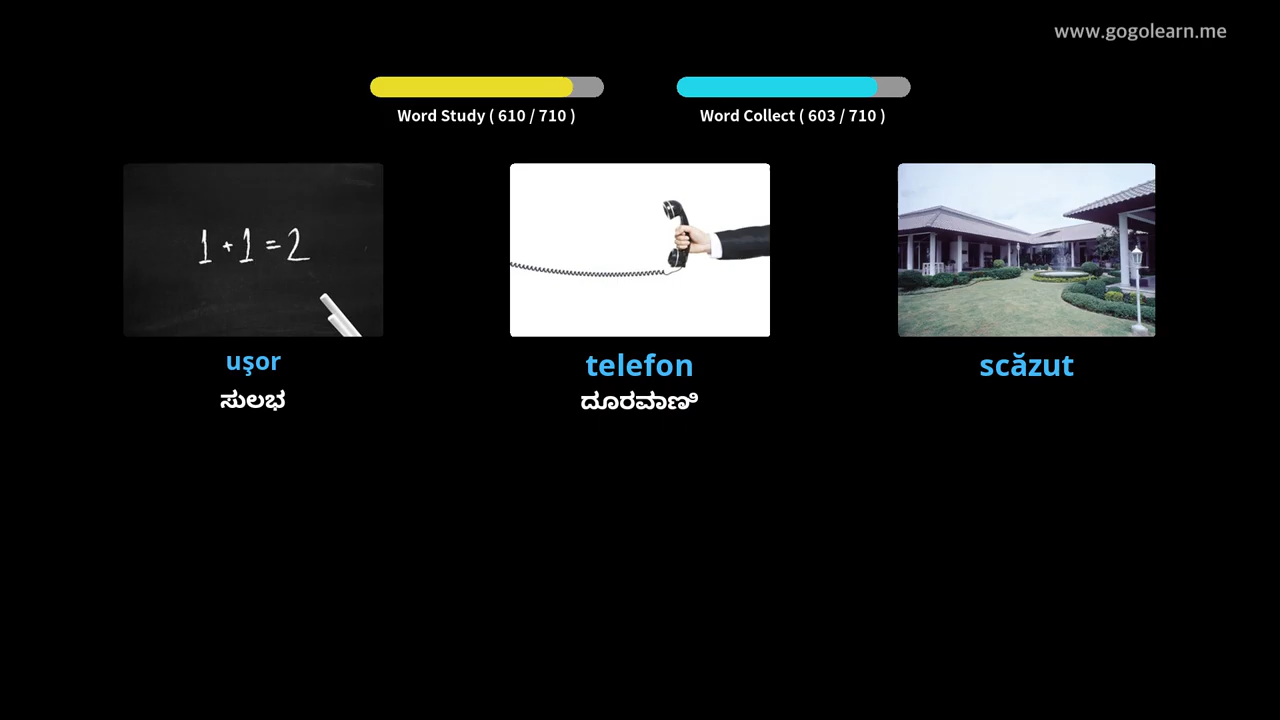 www.gogolearn.me
Word Study ( 610 / 710 )
Word Collect ( 603 / 710 )
1 + 1 = 2
uşor
telefon
scăzut
ಸುಲಭ
ದೂರವಾಣಿ